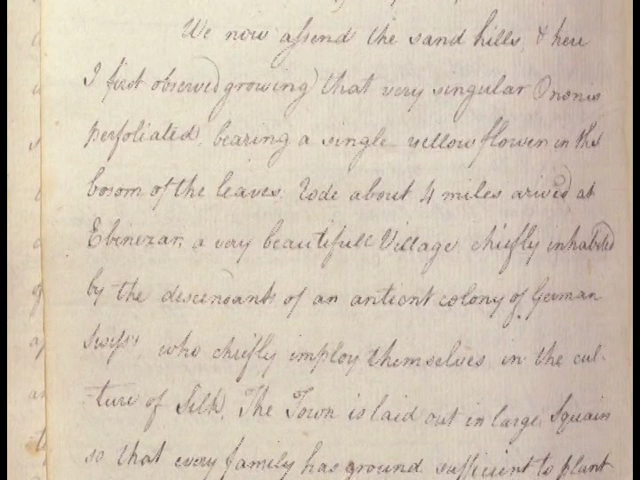 We now assend the sand hills, & here
I first observed growing that very singular Ononis
perfoliated, bearing a single yellow flower in the
bosom of the leaves. Rode about 4 miles arived at
Ebenezar, a very beautifull Village chiefly inhabited
by the descendants of an antient colony of German
Swiss who chiefly imploy themselves in the cul-
ture of Silk. The Town is laid out in large Squairs
so that every family has ground sufficient to plant